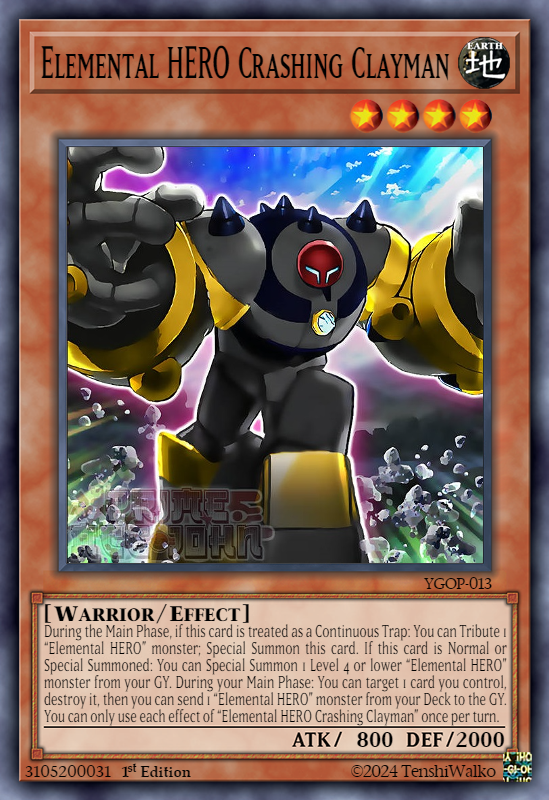 Elemental HERO Crashing Clayman
EARTH
地
YGOP-013
[Warrior/Effect]
During the Main Phase, if this card is treated as a Continuous Trap: You can Tribute 1
"Elemental HERO" monster; Special Summon this card. If this card is Normal or
Special Summoned: You can Special Summon 1 Level 4 or lower "Elemental HERO"
monster from your GY. During your Main Phase: You can target 1 card you control,
destroy it, then you can send 1 "Elemental HERO" monster from your Deck to the GY.
You can only use each effect of "Elemental HERO Crashing Clayman" once per turn.
ATK/ 800 DEF/2000
3105200031 1st Edition ©2024 TenshiWalko